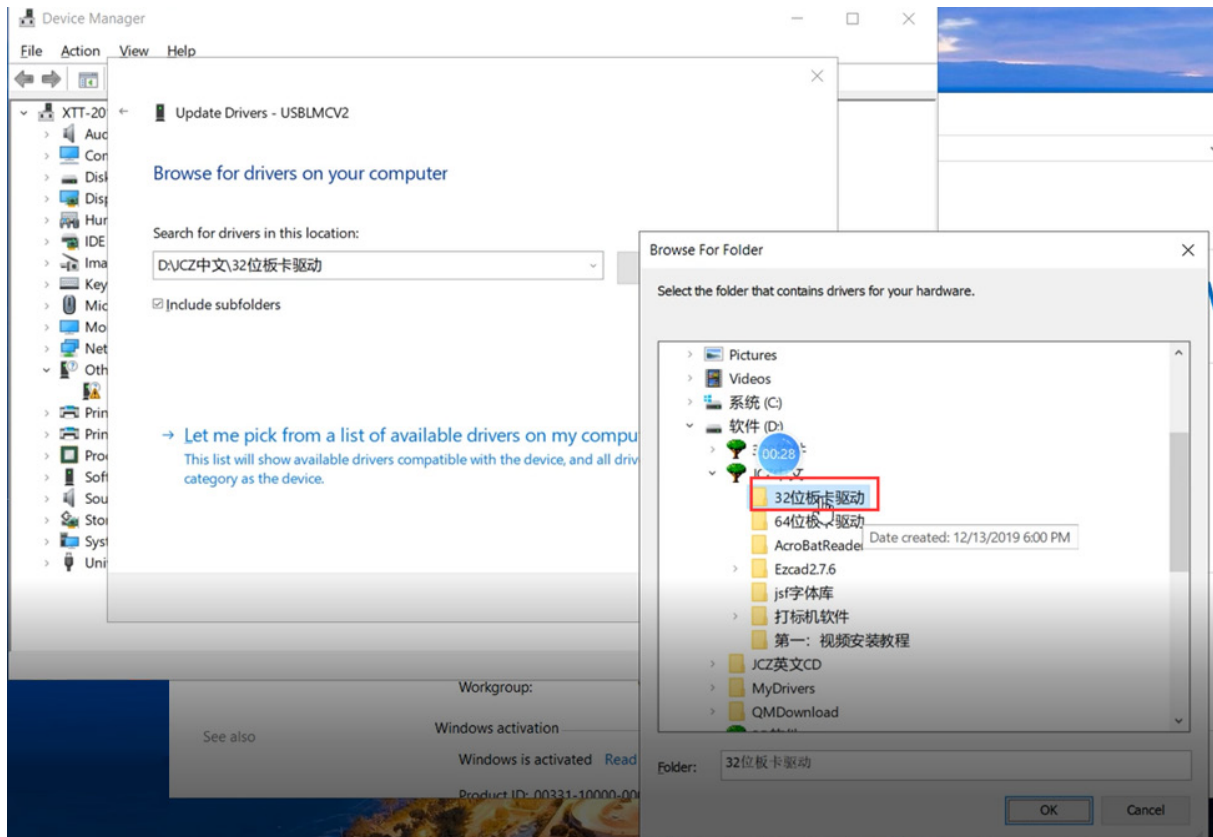 Device Manager
File Action View Help
XTT-20
Update Drivers - USBLMCV2
Aud
Con
Disk
Disp
Hur
IDE
Ima
Key
Mic
Mo
Net
Oth
Prin
Prin
Pro
Soft
Sou
Stor
Syst
Uni
Browse for drivers on your computer
Search for drivers in this location:
D:\JCZ中文\32位板卡驱动
Include subfolders
Let me pick from a list of available drivers on my compu
This list will show available drivers compatible with the device, and all driv
category as the device.
Browse For Folder
Select the folder that contains drivers for your hardware.
Pictures
Videos
系统 (C:)
软件 (D:)
00:28
32位板卡驱动
64位板卡驱动
Date created: 12/13/2019 6:00 PM
AcroBatReader
Ezcad2.7.6
jsf字体库
打标机软件
第一：视频安装教程
JCZ英文CD
MyDrivers
QMDownload
Folder: 32位板卡驱动
OK Cancel
Workgroup:
See also
Windows activation
Windows is activated Read
Product ID: 00331-10000-00